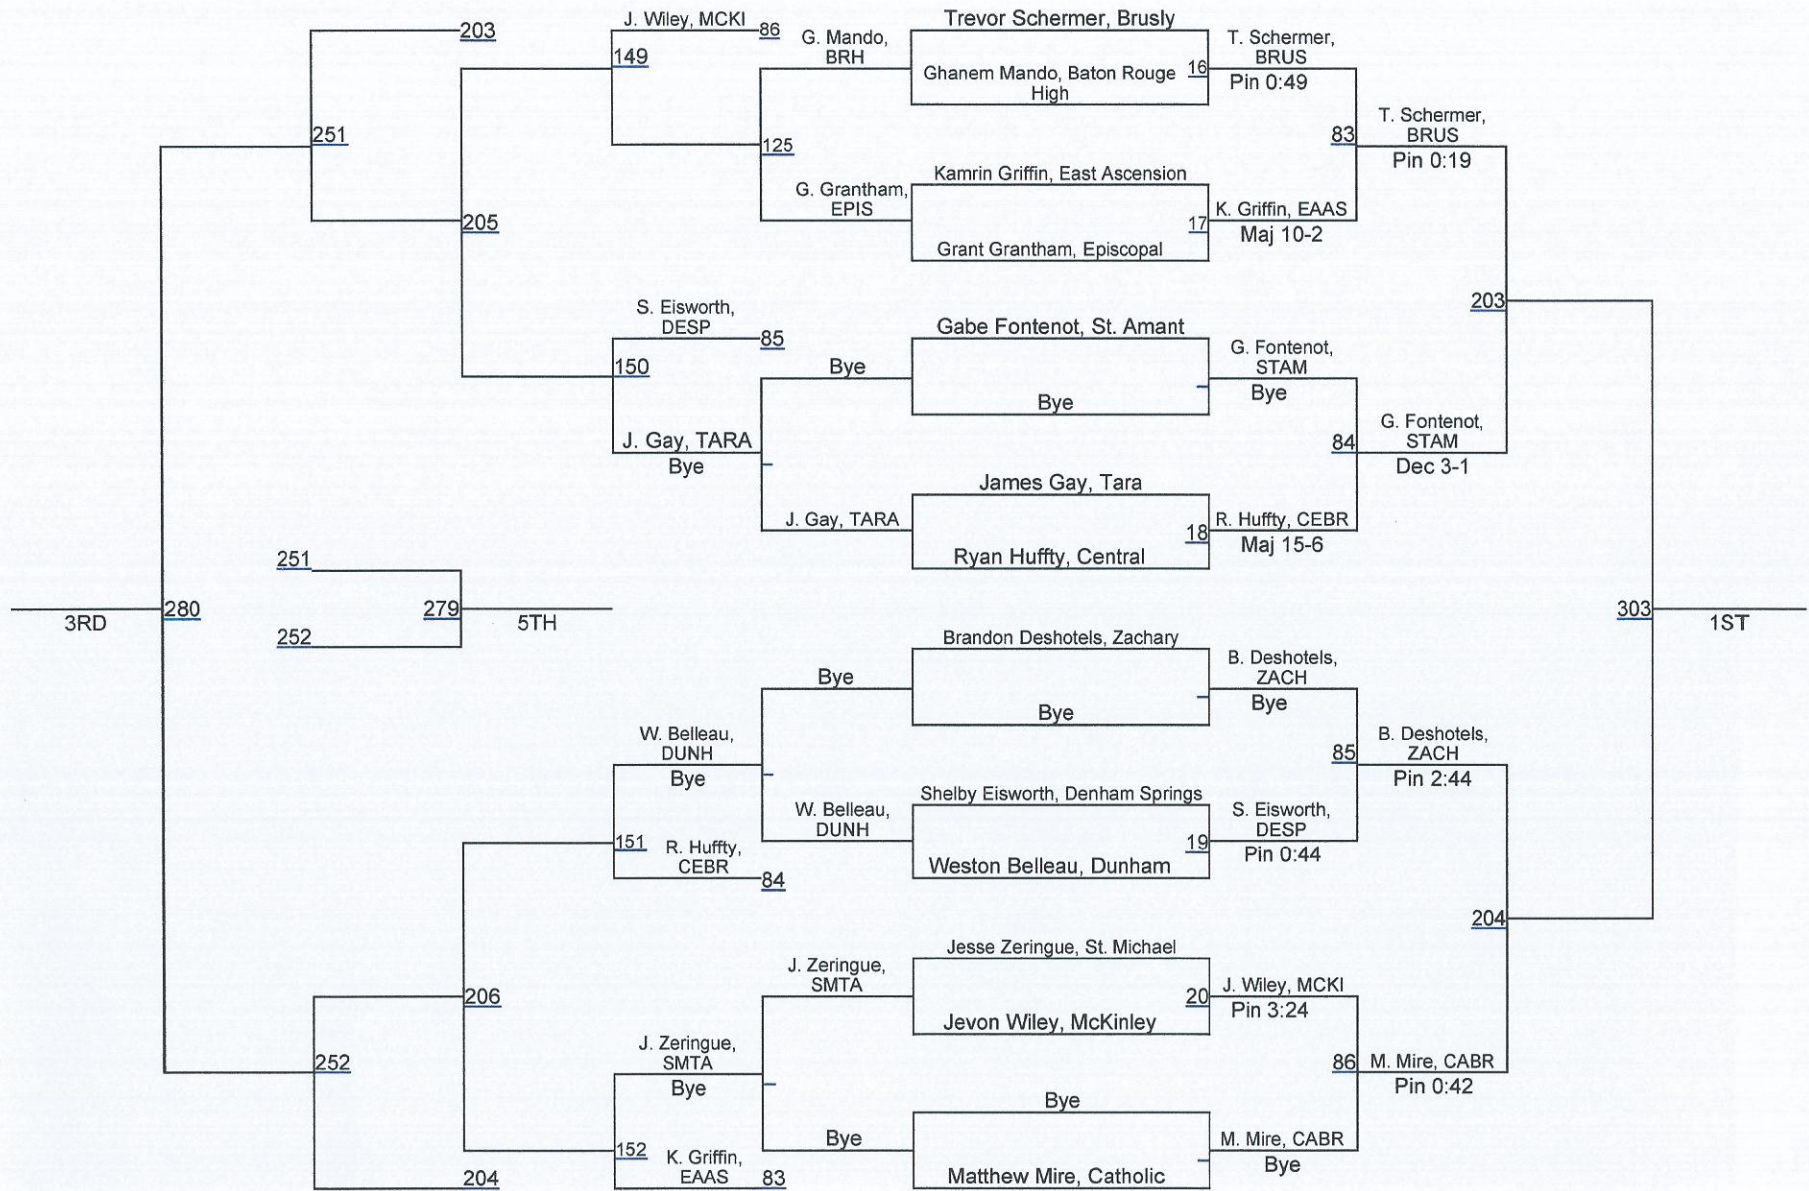 203
J. Wiley, MCKI
86
149
G. Mando,
BRH
Trevor Schermer, Brusly
Ghanem Mando, Baton Rouge
High
16
T. Schermer,
BRUS
Pin 0:49
251
125
83
T. Schermer,
BRUS
Pin 0:19
205
G. Grantham,
EPIS
Kamrin Griffin, East Ascension
17
Grant Grantham, Episcopal
K. Griffin, EAAS
Maj 10-2
203
S. Eisworth,
DESP
85
150
Bye
Gabe Fontenot, St. Amant
Bye
G. Fontenot,
STAM
Bye
J. Gay, TARA
Bye
84
G. Fontenot,
STAM
Dec 3-1
J. Gay, TARA
James Gay, Tara
18
Ryan Huffty, Central
R. Huffty, CEBR
Maj 15-6
251
3RD
280
279
5TH
252
303
1ST
Bye
Brandon Deshotels, Zachary
Bye
B. Deshotels,
ZACH
Bye
W. Belleau,
DUNH
Bye
85
B. Deshotels,
ZACH
Pin 2:44
W. Belleau,
DUNH
Shelby Eisworth, Denham Springs
19
Weston Belleau, Dunham
S. Eisworth,
DESP
Pin 0:44
151
R. Huffty,
CEBR
84
204
J. Zeringue,
SMTA
Jesse Zeringue, St. Michael
20
Jevon Wiley, McKinley
J. Wiley, MCKI
Pin 3:24
206
252
J. Zeringue,
SMTA
Bye
86
M. Mire, CABR
Pin 0:42
Bye
Bye
Matthew Mire, Catholic
M. Mire, CABR
Bye
152
K. Griffin,
EAAS
83
204